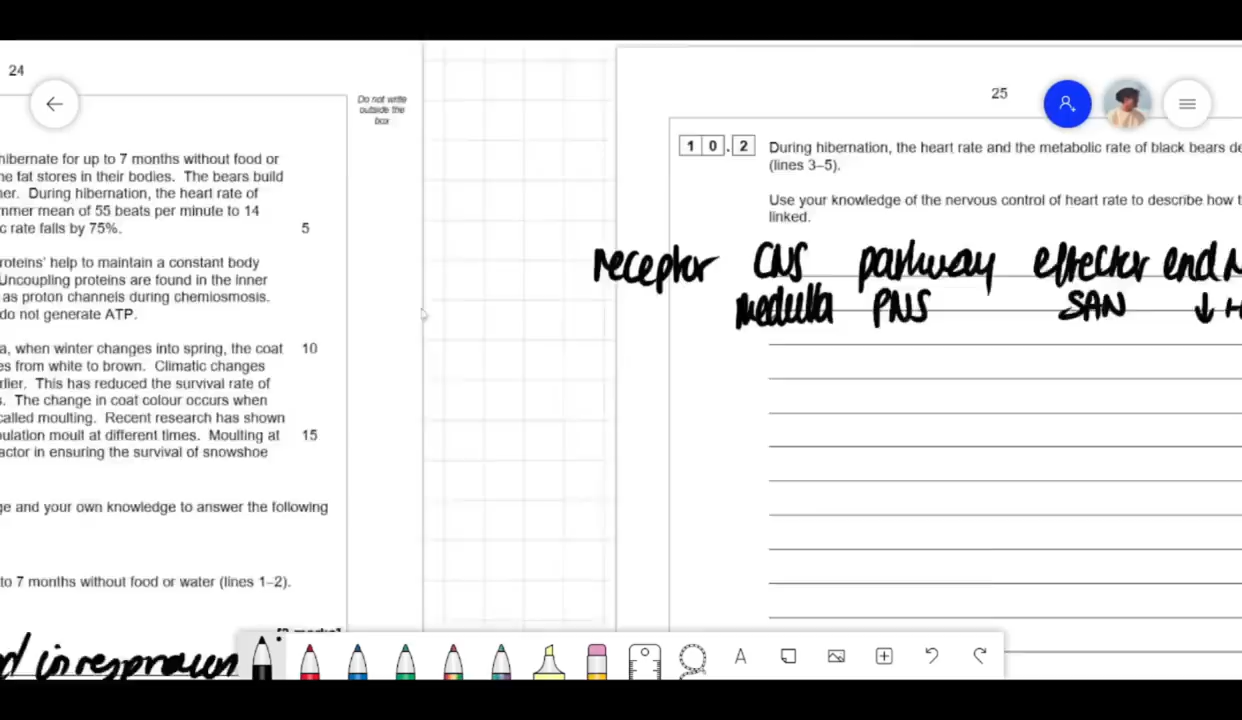 24
Do not write
outside the
box
hibernate for up to 7 months without food or
ne fat stores in their bodies. The bears build
ner. During hibernation, the heart rate of
mmer mean of 55 beats per minute to 14
c rate falls by 75%.
5
roteins' help to maintain a constant body
Uncoupling proteins are found in the inner
as proton channels during chemiosmosis.
do not generate ATP.
a, when winter changes into spring, the coat
10
es from white to brown. Climatic changes
rlier. This has reduced the survival rate of
s. The change in coat colour occurs when
called moulting. Recent research has shown
pulation moult at different times. Moulting at
15
actor in ensuring the survival of snowshoe
ge and your own knowledge to answer the following
to 7 months without food or water (lines 1–2).
d in respiration
25
1 0 . 2
During hibernation, the heart rate and the metabolic rate of black bears de
(lines 3–5).
Use your knowledge of the nervous control of heart rate to describe how t
linked.
receptor CNS pathway effector end
medulla PNS SAN ↓ H
A